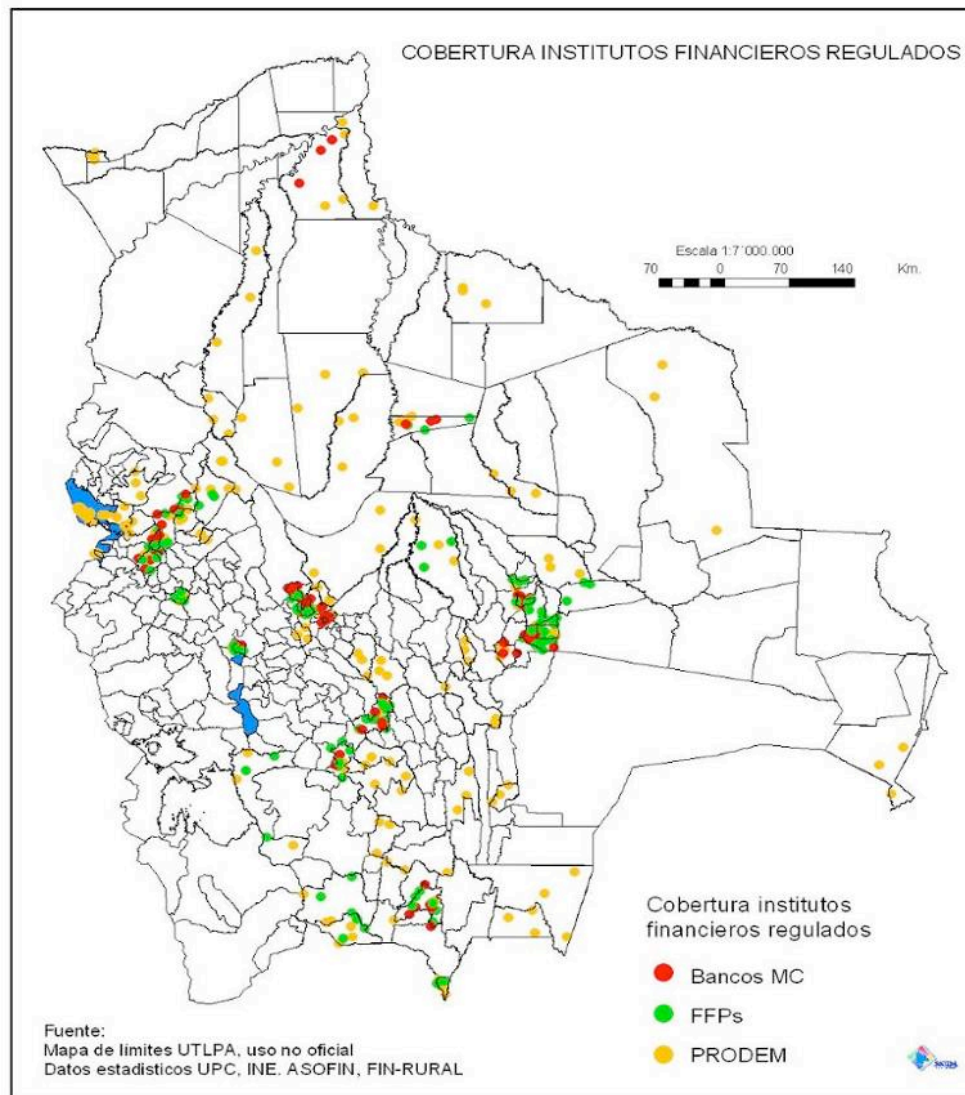 COBERTURA INSTITUTOS FINANCIEROS REGULADOS
Escala 1:7´000.000
70 0 70 140 Km.
Cobertura institutos
financieros regulados
Bancos MC
FFPs
PRODEM
Fuente:
Mapa de límites UTLPA, uso no oficial
Datos estadisticos UPC, INE. ASOFIN, FIN-RURAL